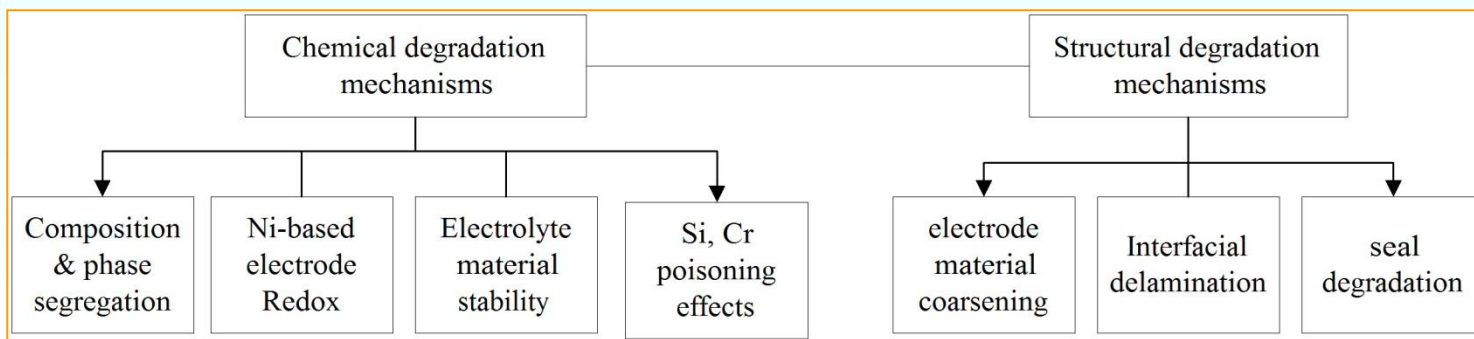 Chemical degradation
mechanisms
Structural degradation
mechanisms
Composition
& phase
segregation
Ni-based
electrode
Redox
Electrolyte
material
stability
Si, Cr
poisoning
effects
electrode
material
coarsening
Interfacial
delamination
seal
degradation